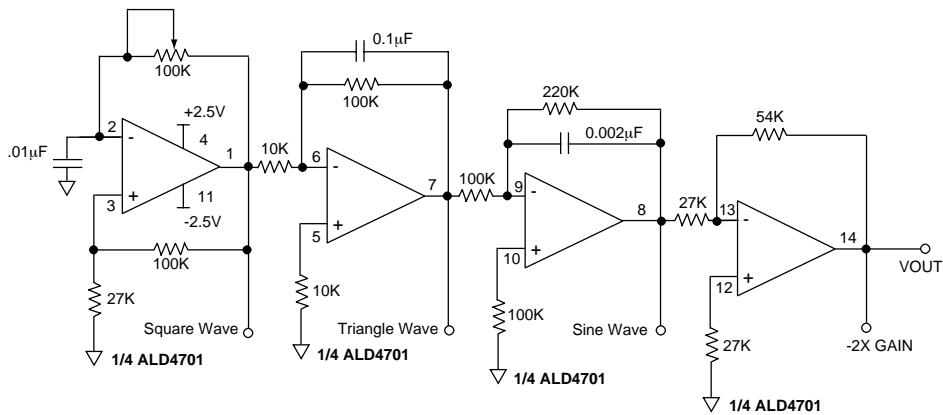 100K
.01µF
2
-
+2.5V
4
1
+
3
11
-2.5V
100K
27K
Square Wave
1/4 ALD4701
0.1µF
100K
10K
6
-
7
+
5
10K
Triangle Wave
1/4 ALD4701
220K
0.002µF
100K
9
-
8
+
10
100K
Sine Wave
1/4 ALD4701
54K
27K
13
-
14
+
12
27K
VOUT
-2X GAIN
1/4 ALD4701